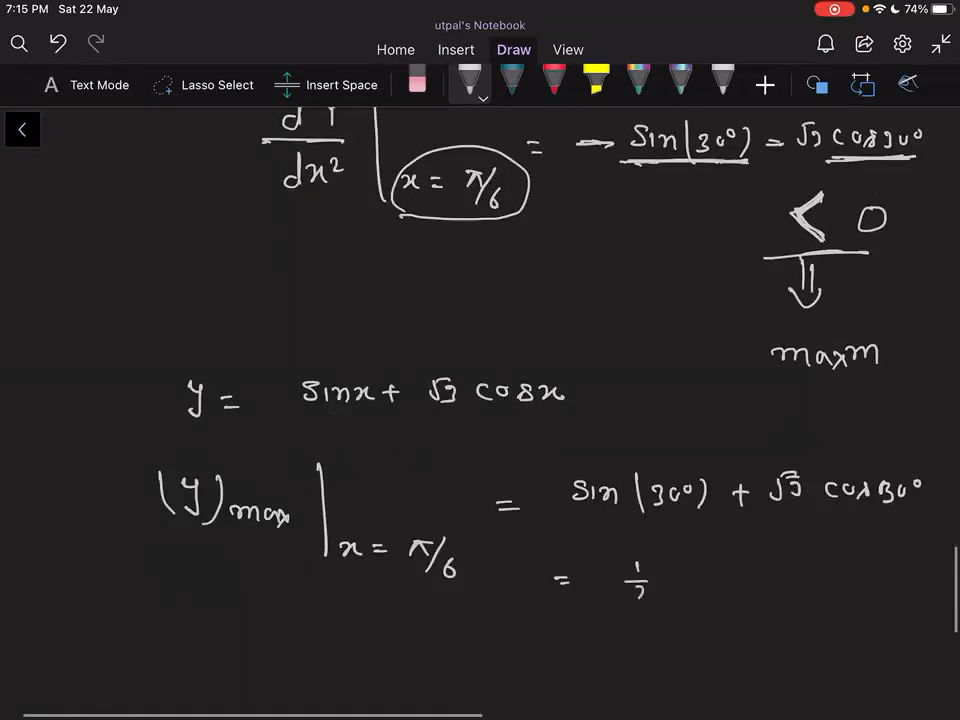 7:15 PM Sat 22 May 74%
utpal's Notebook
Home Insert Draw View
Text Mode Lasso Select Insert Space
dx² | x = π/6 = - Sin(30°) = √3 cos30°
< 0
maxm
y = sinx + √3 cosx
(y)max | x = π/6 = sin(30°) + √3 cos30°
= 1/2